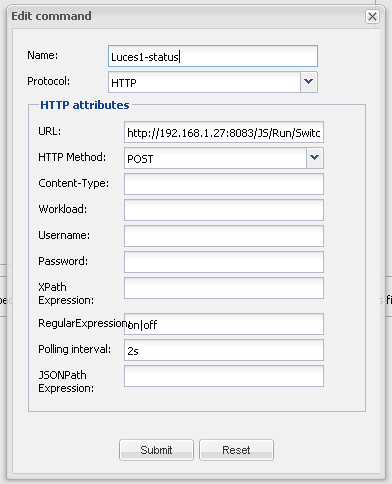 Edit command
Name: Luces1-status
Protocol: HTTP
HTTP attributes
URL: http://192.168.1.27:8083/JS/Run/Switc
HTTP Method: POST
Content-Type:
Workload:
Username:
Password:
XPath
Expression:
RegularExpression: on|off
Polling interval: 2s
JSONPath
Expression:
Submit Reset